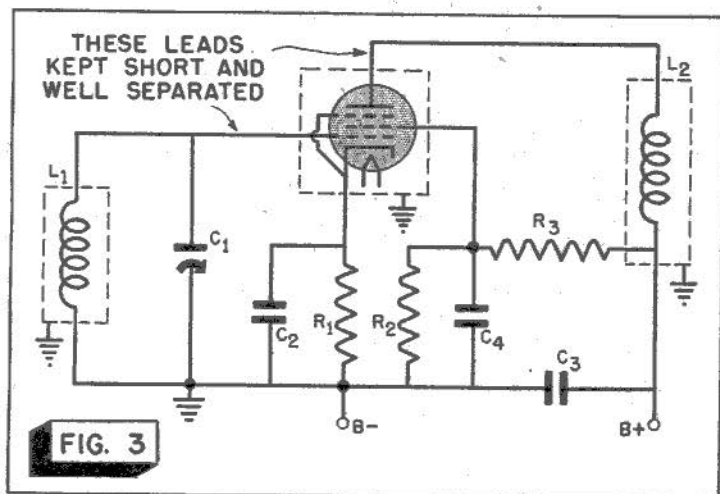 THESE LEADS
KEPT SHORT AND
WELL SEPARATED
L2
L1
C1
R3
C2
R1
R2
C4
C3
B-
B+
FIG. 3